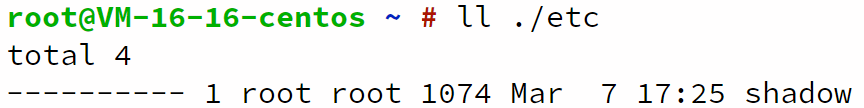 root@VM-16-16-centos ~ # ll ./etc
total 4
---------- 1 root root 1074 Mar  7 17:25 shadow